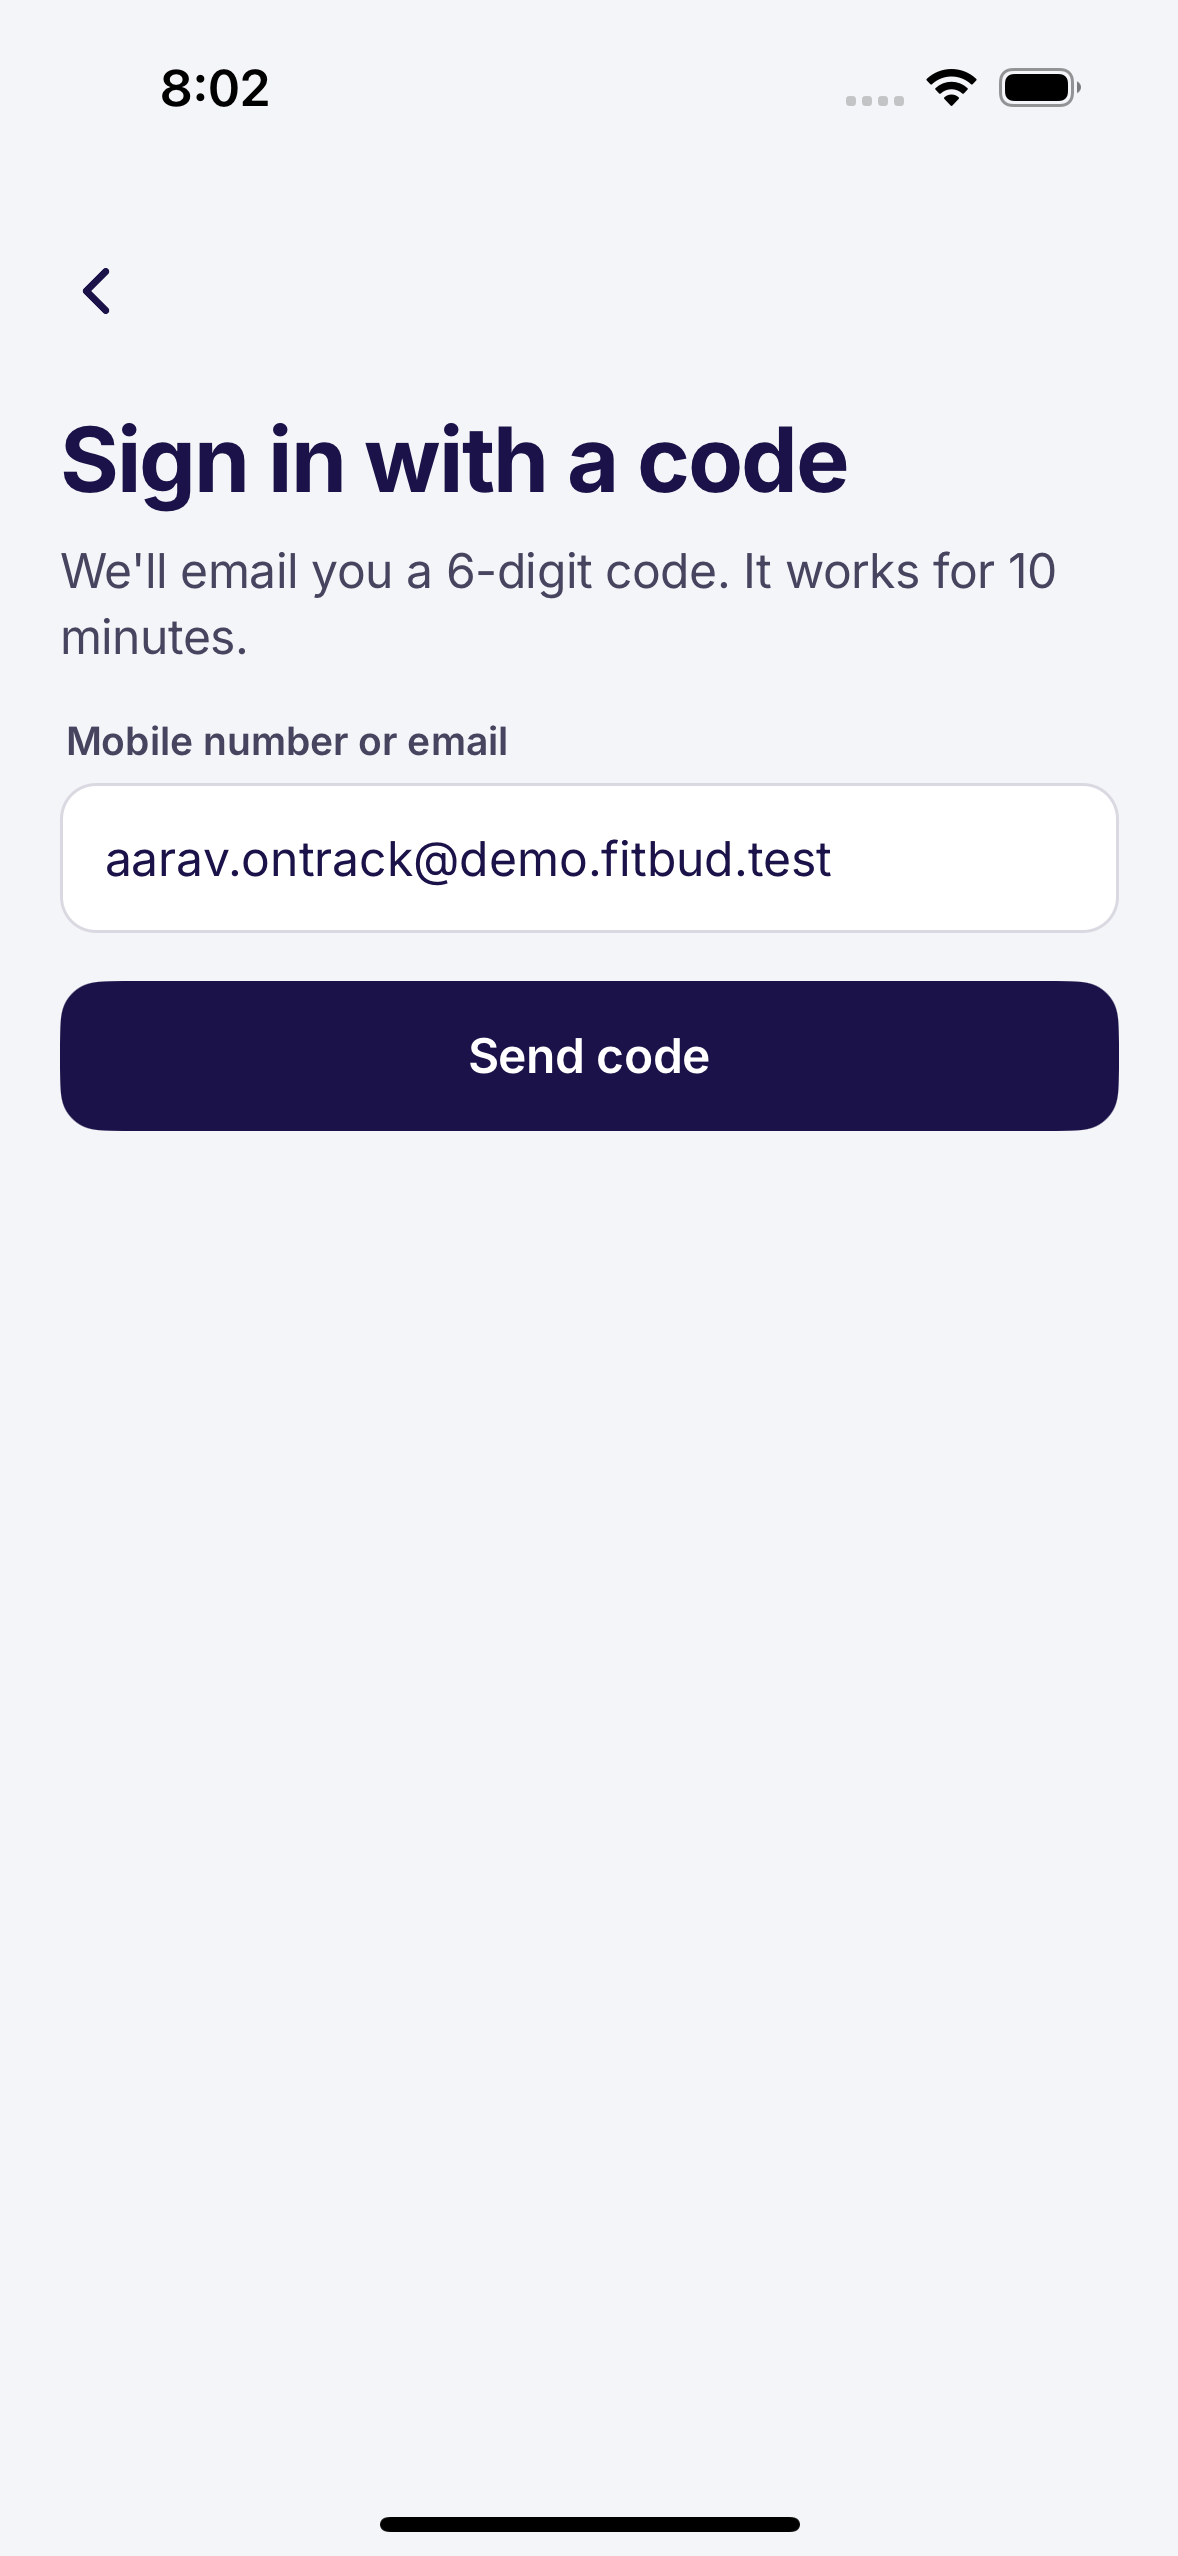 8:02
Sign in with a code
We'll email you a 6-digit code. It works for 10
minutes.
Mobile number or email
aarav.ontrack@demo.fitbud.test
Send code